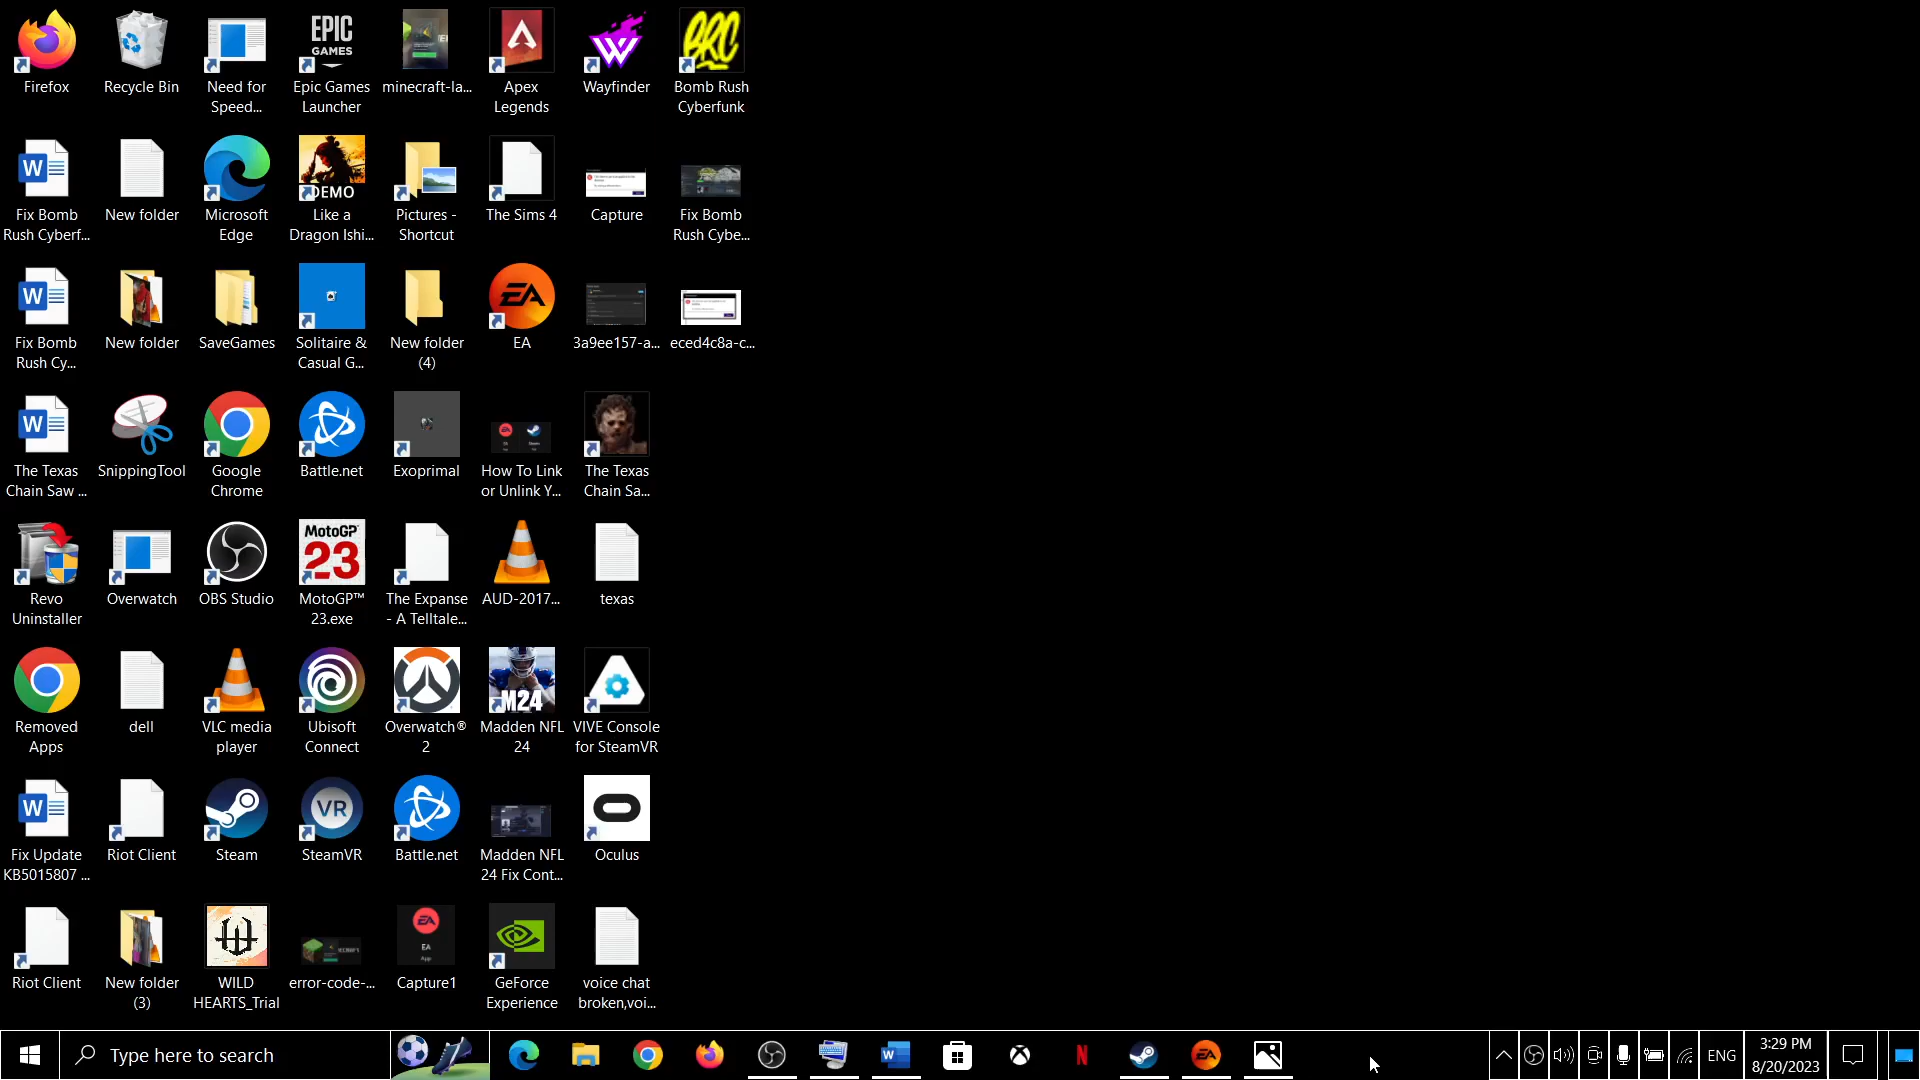 Firefox
Recycle Bin
Need for
Speed...
EPIC
GAMES
Epic Games
Launcher
minecraft-la...
Apex
Legends
Wayfinder
BRC
Bomb Rush
Cyberfunk
W
Fix Bomb
Rush Cyberf...
New folder
Microsoft
Edge
DEMO
Like a
Dragon Ishi...
Pictures -
Shortcut
The Sims 4
Capture
Fix Bomb
Rush Cybe...
W
Fix Bomb
Rush Cy...
New folder
SaveGames
Solitaire &
Casual G...
New folder
(4)
EA
EA
3a9ee157-a...
eced4c8a-c...
W
The Texas
Chain Saw ...
SnippingTool
Google
Chrome
Battle.net
Exoprimal
How To Link
or Unlink Y...
The Texas
Chain Sa...
Revo
Uninstaller
Overwatch
OBS Studio
MotoGP
23
MotoGP™
23.exe
The Expanse
- A Telltale...
AUD-2017...
texas
Removed
Apps
dell
VLC media
player
Ubisoft
Connect
Overwatch®
2
M24
Madden NFL
24
VIVE Console
for SteamVR
W
Fix Update
KB5015807 ...
Riot Client
Steam
VR
SteamVR
Battle.net
Madden NFL
24 Fix Cont...
Oculus
Riot Client
New folder
(3)
WILD
HEARTS_Trial
error-code-...
EA
EA
App
Capture1
GeForce
Experience
voice chat
broken,voi...
Type here to search
W
N
EA
ENG
3:29 PM
8/20/2023